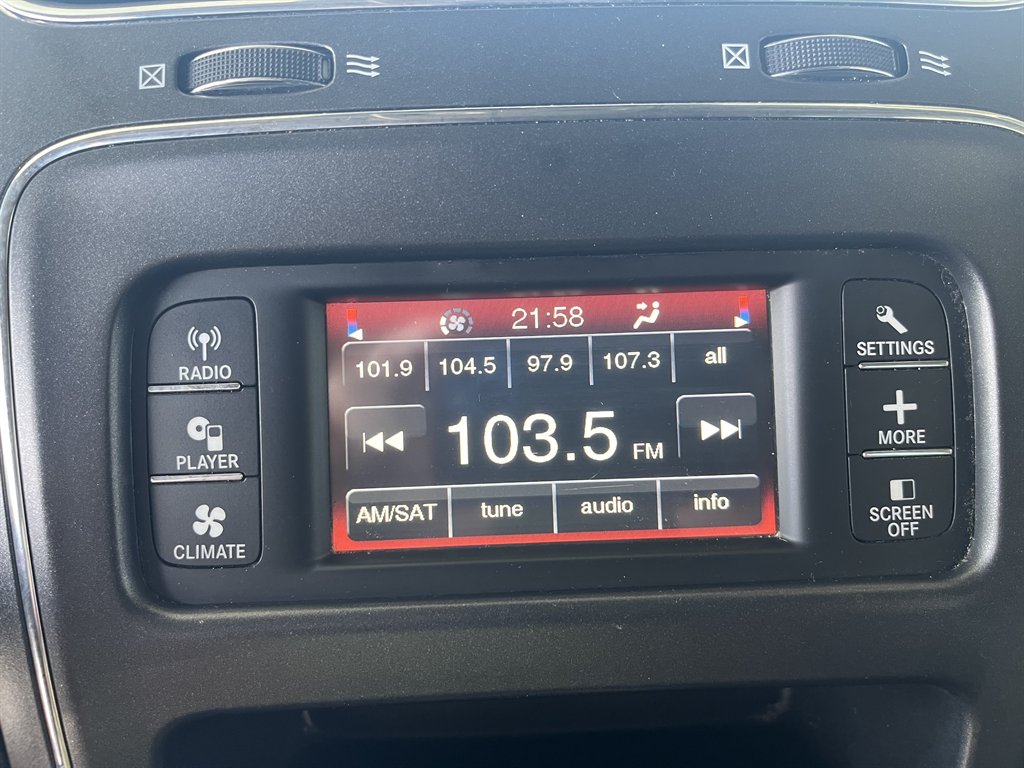 RADIO
PLAYER
CLIMATE
21:58
101.9 104.5 97.9 107.3 all
103.5 FM
AM/SAT tune audio info
SETTINGS
MORE
SCREEN
OFF